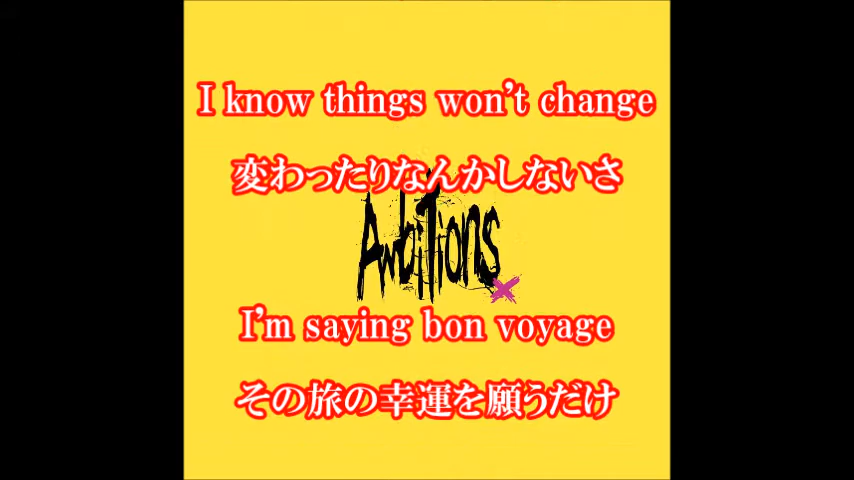 I know things won't change
変わったりなんかしないさ
Ambitions
I'm saying bon voyage
その旅の幸運を願うだけ